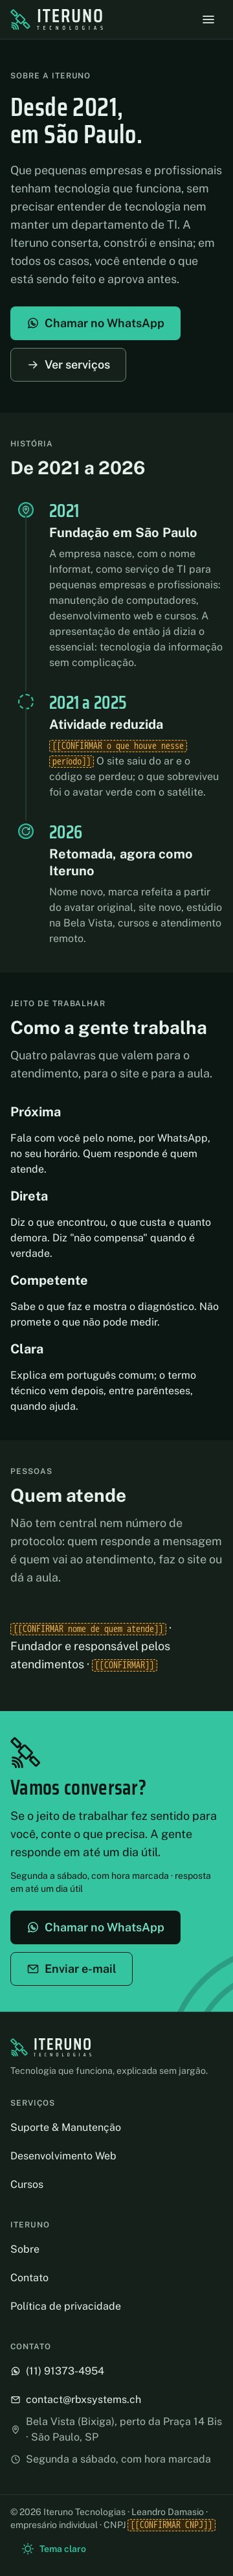 ITERUNO
TECNOLOGIAS
SOBRE A ITERUNO
Desde 2021,
em São Paulo.
Que pequenas empresas e profissionais
tenham tecnologia que funciona, sem
precisar entender de tecnologia nem
manter um departamento de TI. A
Iteruno conserta, constrói e ensina; em
todos os casos, você entende o que
está sendo feito e aprova antes.
Chamar no WhatsApp
Ver serviços
HISTÓRIA
De 2021 a 2026
2021
Fundação em São Paulo
A empresa nasce, com o nome
Informat, como serviço de TI para
pequenas empresas e profissionais:
manutenção de computadores,
desenvolvimento web e cursos. A
apresentação de então já dizia o
essencial: tecnologia da informação
sem complicação.
2021 a 2025
Atividade reduzida
[[CONFIRMAR o que houve nesse
período]] O site saiu do ar e o
código se perdeu; o que sobreviveu
foi o avatar verde com o satélite.
2026
Retomada, agora como
Iteruno
Nome novo, marca refeita a partir
do avatar original, site novo, estúdio
na Bela Vista, cursos e atendimento
remoto.
JEITO DE TRABALHAR
Como a gente trabalha
Quatro palavras que valem para o
atendimento, para o site e para a aula.
Próxima
Fala com você pelo nome, por WhatsApp,
no seu horário. Quem responde é quem
atende.
Direta
Diz o que encontrou, o que custa e quanto
demora. Diz "não compensa" quando é
verdade.
Competente
Sabe o que faz e mostra o diagnóstico. Não
promete o que não pode medir.
Clara
Explica em português comum; o termo
técnico vem depois, entre parênteses,
quando ajuda.
PESSOAS
Quem atende
Não tem central nem número de
protocolo: quem responde a mensagem
é quem vai ao atendimento, faz o site ou
dá a aula.
[[CONFIRMAR nome de quem atende]] ·
Fundador e responsável pelos
atendimentos · [[CONFIRMAR]]
Vamos conversar?
Se o jeito de trabalhar fez sentido para
você, conte o que precisa. A gente
responde em até um dia útil.
Segunda a sábado, com hora marcada · resposta
em até um dia útil
Chamar no WhatsApp
Enviar e-mail
ITERUNO
TECNOLOGIAS
Tecnologia que funciona, explicada sem jargão.
SERVIÇOS
Suporte & Manutenção
Desenvolvimento Web
Cursos
ITERUNO
Sobre
Contato
Política de privacidade
CONTATO
(11) 91373-4954
contact@rbxsystems.ch
Bela Vista (Bixiga), perto da Praça 14 Bis
· São Paulo, SP
Segunda a sábado, com hora marcada
© 2026 Iteruno Tecnologias · Leandro Damasio ·
empresário individual · CNPJ [[CONFIRMAR CNPJ]]
Tema claro